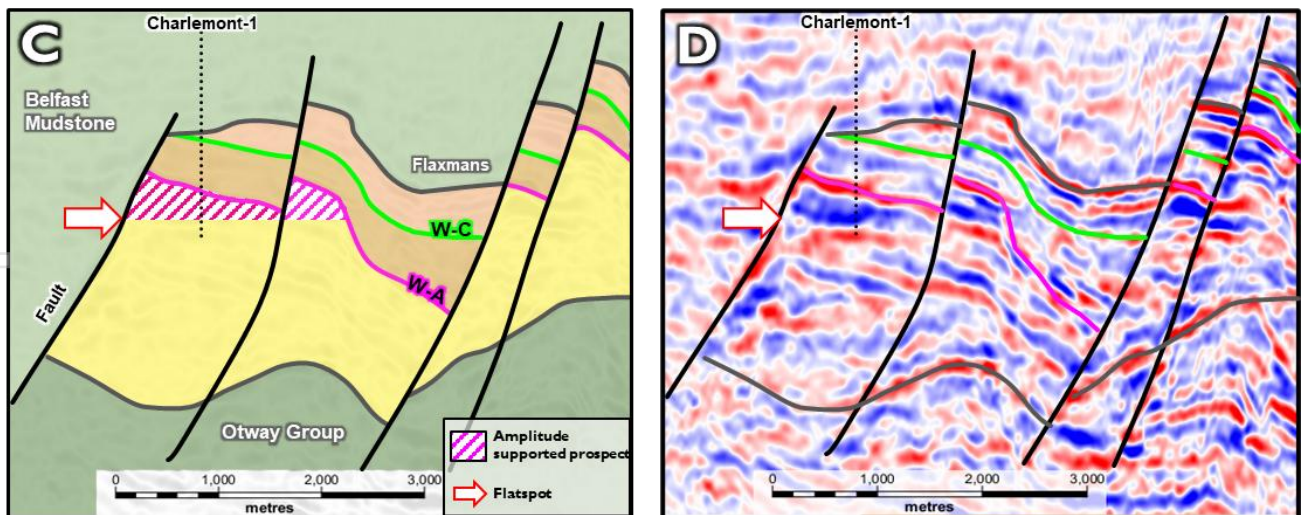 C
Charlemont-1
Belfast
Mudstone
Flaxmans
W-C
W-A
Fault
Otway Group
Amplitude
supported prospect
Flatspot
0 1,000 2,000 3,000
metres
D
Charlemont-1
0 1,000 2,000 3,000
metres